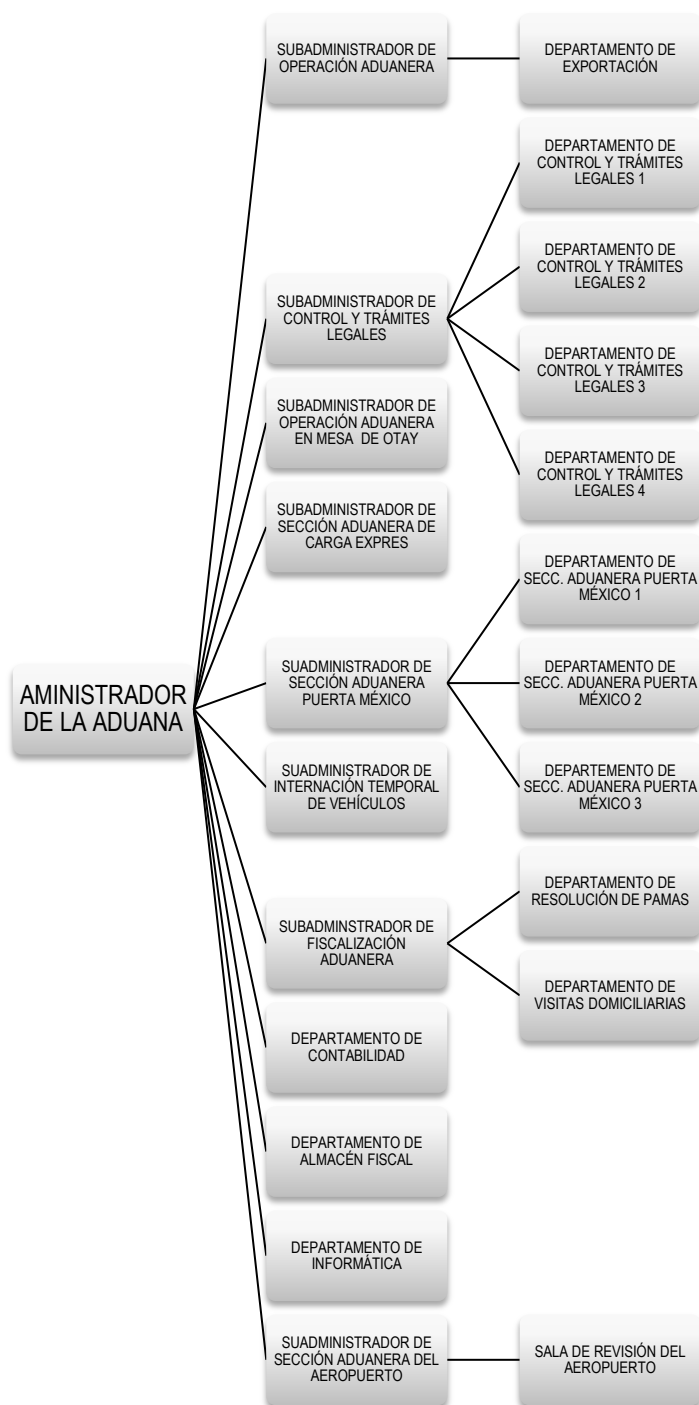 SUBADMINISTRADOR DE
OPERACIÓN ADUANERA
DEPARTAMENTO DE
EXPORTACIÓN
DEPARTAMENTO DE
CONTROL Y TRÁMITES
LEGALES 1
DEPARTAMENTO DE
CONTROL Y TRÁMITES
LEGALES 2
SUBADMINISTRADOR DE
CONTROL Y TRÁMITES
LEGALES
DEPARTAMENTO DE
CONTROL Y TRÁMITES
LEGALES 3
SUBADMINISTRADOR DE
OPERACIÓN ADUANERA
EN MESA DE OTAY
DEPARTAMENTO DE
CONTROL Y TRÁMITES
LEGALES 4
SUBADMINISTRADOR DE
SECCIÓN ADUANERA DE
CARGA EXPRES
DEPARTAMENTO DE
SECC. ADUANERA PUERTA
MÉXICO 1
AMINISTRADOR
DE LA ADUANA
SUADMINISTRADOR DE
SECCIÓN ADUANERA
PUERTA MÉXICO
DEPARTAMENTO DE
SECC. ADUANERA PUERTA
MÉXICO 2
SUADMINISTRADOR DE
INTERNACIÓN TEMPORAL
DE VEHÍCULOS
DEPARTEMENTO DE
SECC. ADUANERA PUERTA
MÉXICO 3
DEPARTAMENTO DE
RESOLUCIÓN DE PAMAS
SUBADMINSTRADOR DE
FISCALIZACIÓN
ADUANERA
DEPARTAMENTO DE
VISITAS DOMICILIARIAS
DEPARTAMENTO DE
CONTABILIDAD
DEPARTAMENTO DE
ALMACÉN FISCAL
DEPARTAMENTO DE
INFORMÁTICA
SUADMINISTRADOR DE
SECCIÓN ADUANERA DEL
AEROPUERTO
SALA DE REVISIÓN DEL
AEROPUERTO